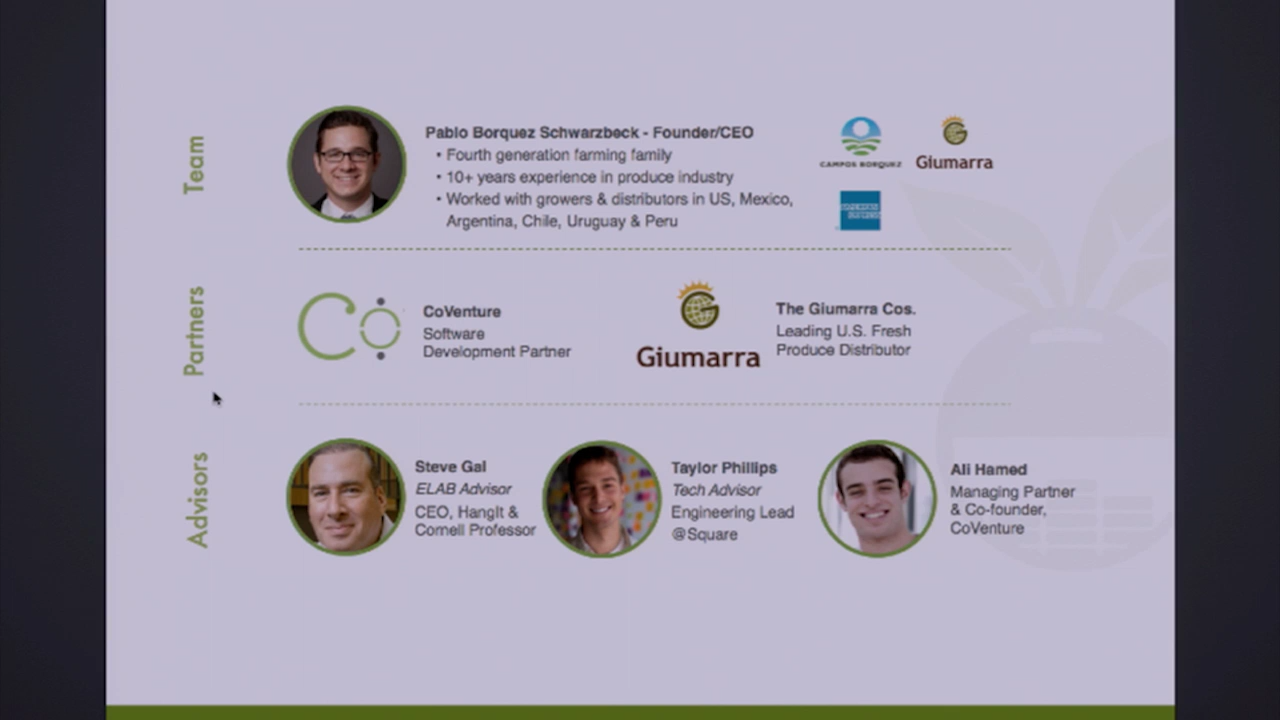 Team
Pablo Borquez Schwarzbeck - Founder/CEO
• Fourth generation farming family
• 10+ years experience in produce industry
• Worked with growers & distributors in US, Mexico,
Argentina, Chile, Uruguay & Peru
CAMPOS BORQUEZ
Giumarra
Partners
CoVenture
Software
Development Partner
Giumarra
The Giumarra Cos.
Leading U.S. Fresh
Produce Distributor
Advisors
Steve Gal
ELAB Advisor
CEO, HangIt &
Cornell Professor
Taylor Phillips
Tech Advisor
Engineering Lead
@Square
Ali Hamed
Managing Partner
& Co-founder,
CoVenture